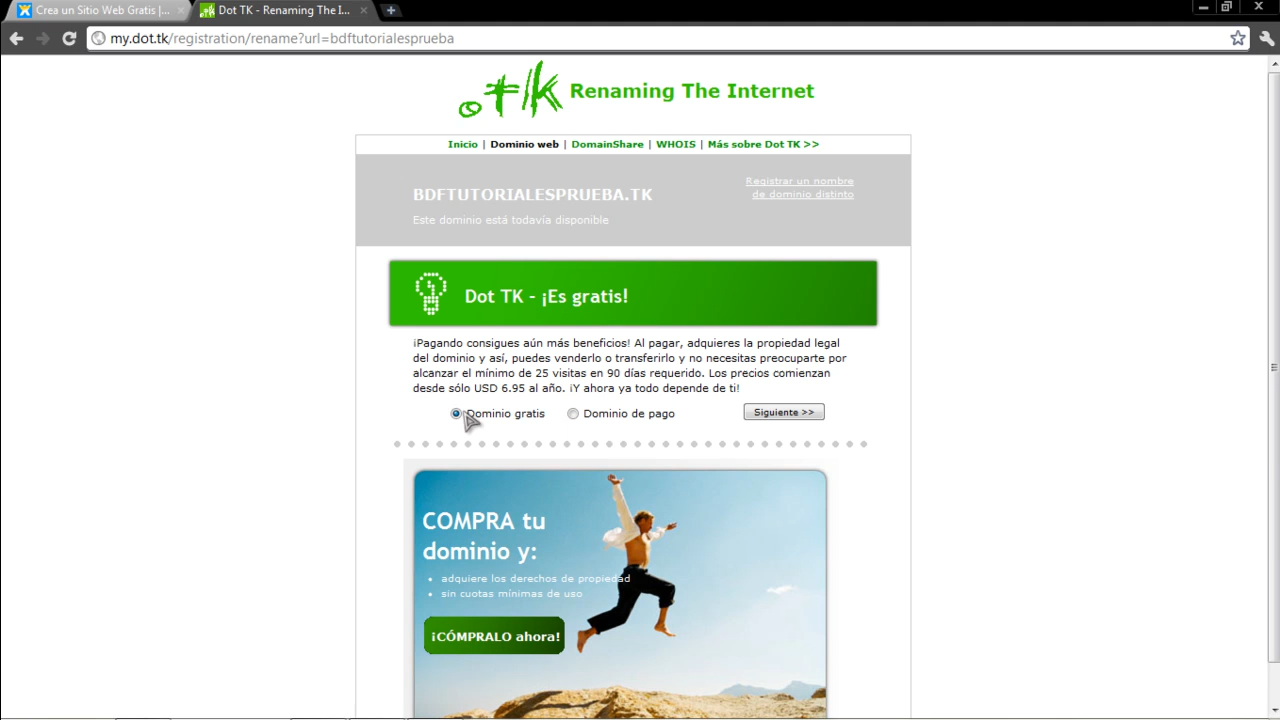 Crea un Sitio Web Gratis |...
Dot TK - Renaming The I...
my.dot.tk/registration/rename?url=bdftutorialesprueba
.tk Renaming The Internet
Inicio | Dominio web | DomainShare | WHOIS | Más sobre Dot TK >>
BDFTUTORIALESPRUEBA.TK
Este dominio está todavía disponible
Registrar un nombre
de dominio distinto
Dot TK - ¡Es gratis!
¡Pagando consigues aún más beneficios! Al pagar, adquieres la propiedad legal
del dominio y así, puedes venderlo o transferirlo y no necesitas preocuparte por
alcanzar el mínimo de 25 visitas en 90 días requerido. Los precios comienzan
desde sólo USD 6.95 al año. ¡Y ahora ya todo depende de ti!
Dominio gratis
Dominio de pago
Siguiente >>
COMPRA tu
dominio y:
• adquiere los derechos de propiedad
• sin cuotas mínimas de uso
¡CÓMPRALO ahora!